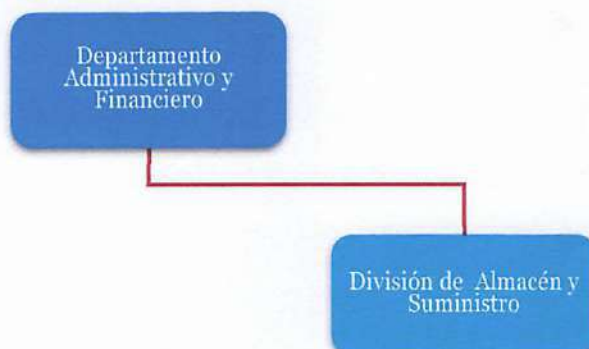 Departamento
Administrativo y
Financiero
División de Almacén y
Suministro